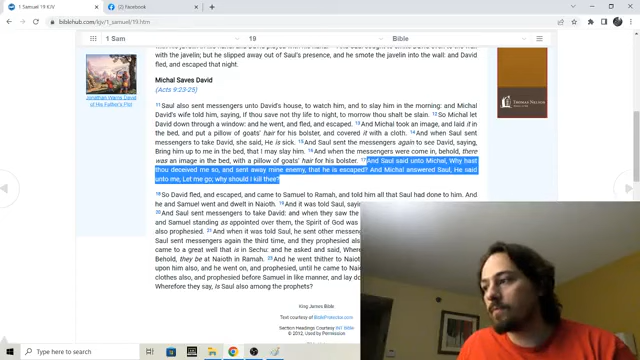 1 Samuel 19 KJV
Facebook
biblehub.com/kjv/1_samuel/19.htm
1 Sam
19
Bible
with the javelin; but he slipped away out of Saul's presence, and he smote the javelin into the wall: and David
fled, and escaped that night.
Michal Saves David
(Acts 9:23-25)
11 Saul also sent messengers unto David's house, to watch him, and to slay him in the morning: and Michal
David's wife told him, saying, If thou save not thy life to night, to morrow thou shalt be slain. 12 So Michal let
David down through a window: and he went, and fled, and escaped. 13 And Michal took an image, and laid it in
the bed, and put a pillow of goats' hair for his bolster, and covered it with a cloth. 14 And when Saul sent
messengers to take David, she said, He is sick. 15 And Saul sent the messengers again to see David, saying,
Bring him up to me in the bed, that I may slay him. 16 And when the messengers were come in, behold, there
was an image in the bed, with a pillow of goats' hair for his bolster. 17 And Saul said unto Michal, Why hast
thou deceived me so, and sent away mine enemy, that he is escaped? And Michal answered Saul, He said
unto me, Let me go; why should I kill thee?
18 So David fled, and escaped, and came to Samuel to Ramah, and told him all that Saul had done to him. And
he and Samuel went and dwelt in Naioth. 19 And it was told Saul, sayi
20 And Saul sent messengers to take David: and when they saw the
and Samuel standing as appointed over them, the Spirit of God was
also prophesied. 21 And when it was told Saul, he sent other messen
sent messengers again the third time, and they prophesied also
came to a great well that is in Sechu: and he asked and said, Where
Behold, they be at Naioth in Ramah. 23 And he went thither to Naioth
upon him also, and he went on, and prophesied, until he came to Na
clothes also, and prophesied before Samuel in like manner, and lay do
Wherefore they say, Is Saul also among the prophets?
Jonathan Warns David
of His Father's Plot
THOMAS NELSON
King James Bible
Text courtesy of BibleProtector.com
Section Headings Courtesy INT Bible
© 2012, Used by Permission
Type here to search